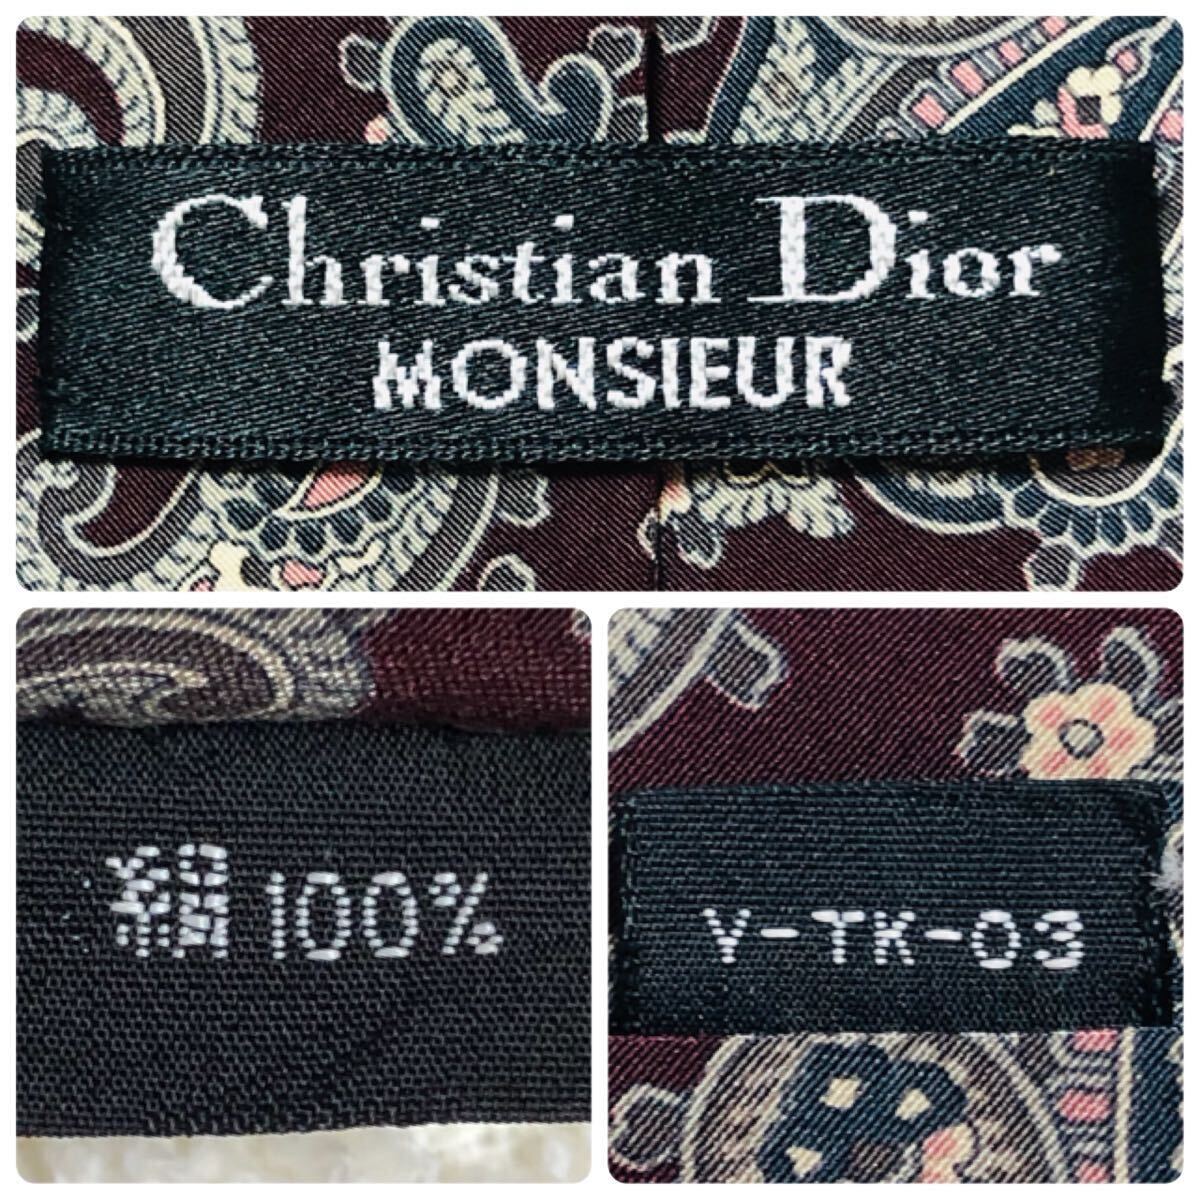 Christian Dior
MONSIEUR
絹100%
Y-TK-03